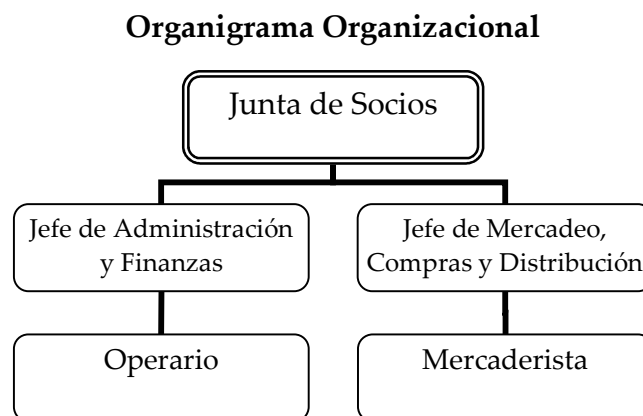 Organigrama Organizacional
Junta de Socios
Jefe de Administración
y Finanzas
Jefe de Mercadeo,
Compras y Distribución
Operario
Mercaderista